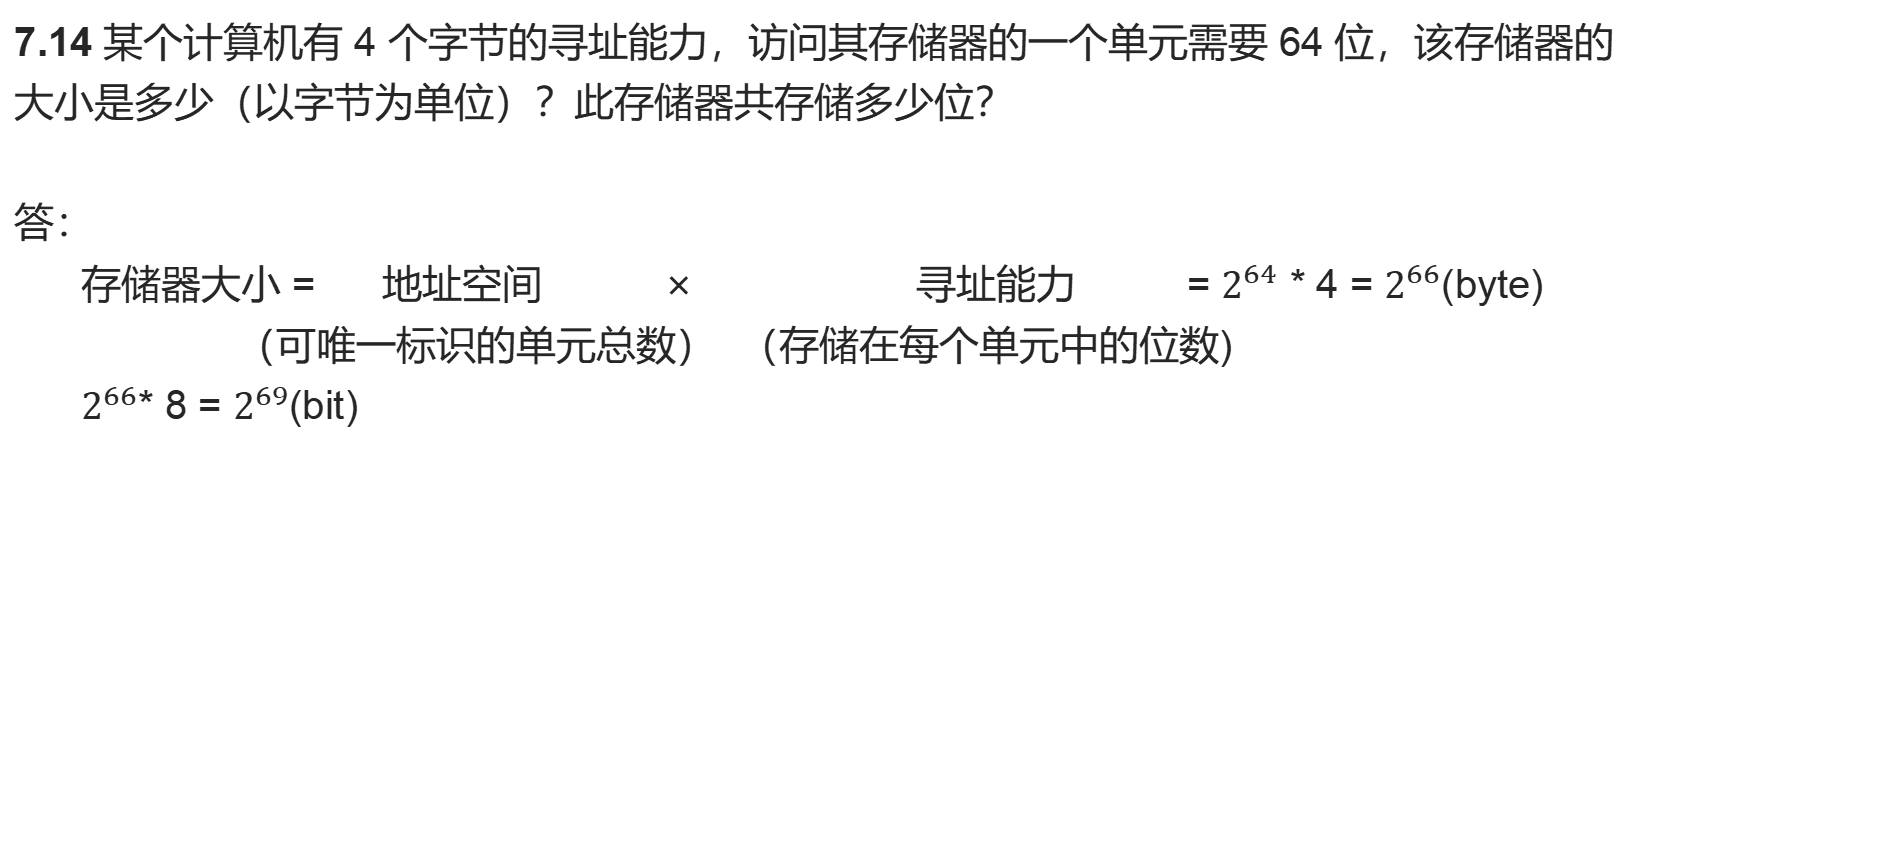 7.14 某个计算机有 4 个字节的寻址能力，访问其存储器的一个单元需要 64 位，该存储器的
大小是多少（以字节为单位）？此存储器共存储多少位？
答：
存储器大小 = 地址空间 × 寻址能力 = 2⁶⁴ * 4 = 2⁶⁶(byte)
（可唯一标识的单元总数） （存储在每个单元中的位数)
2⁶⁶* 8 = 2⁶⁹(bit)